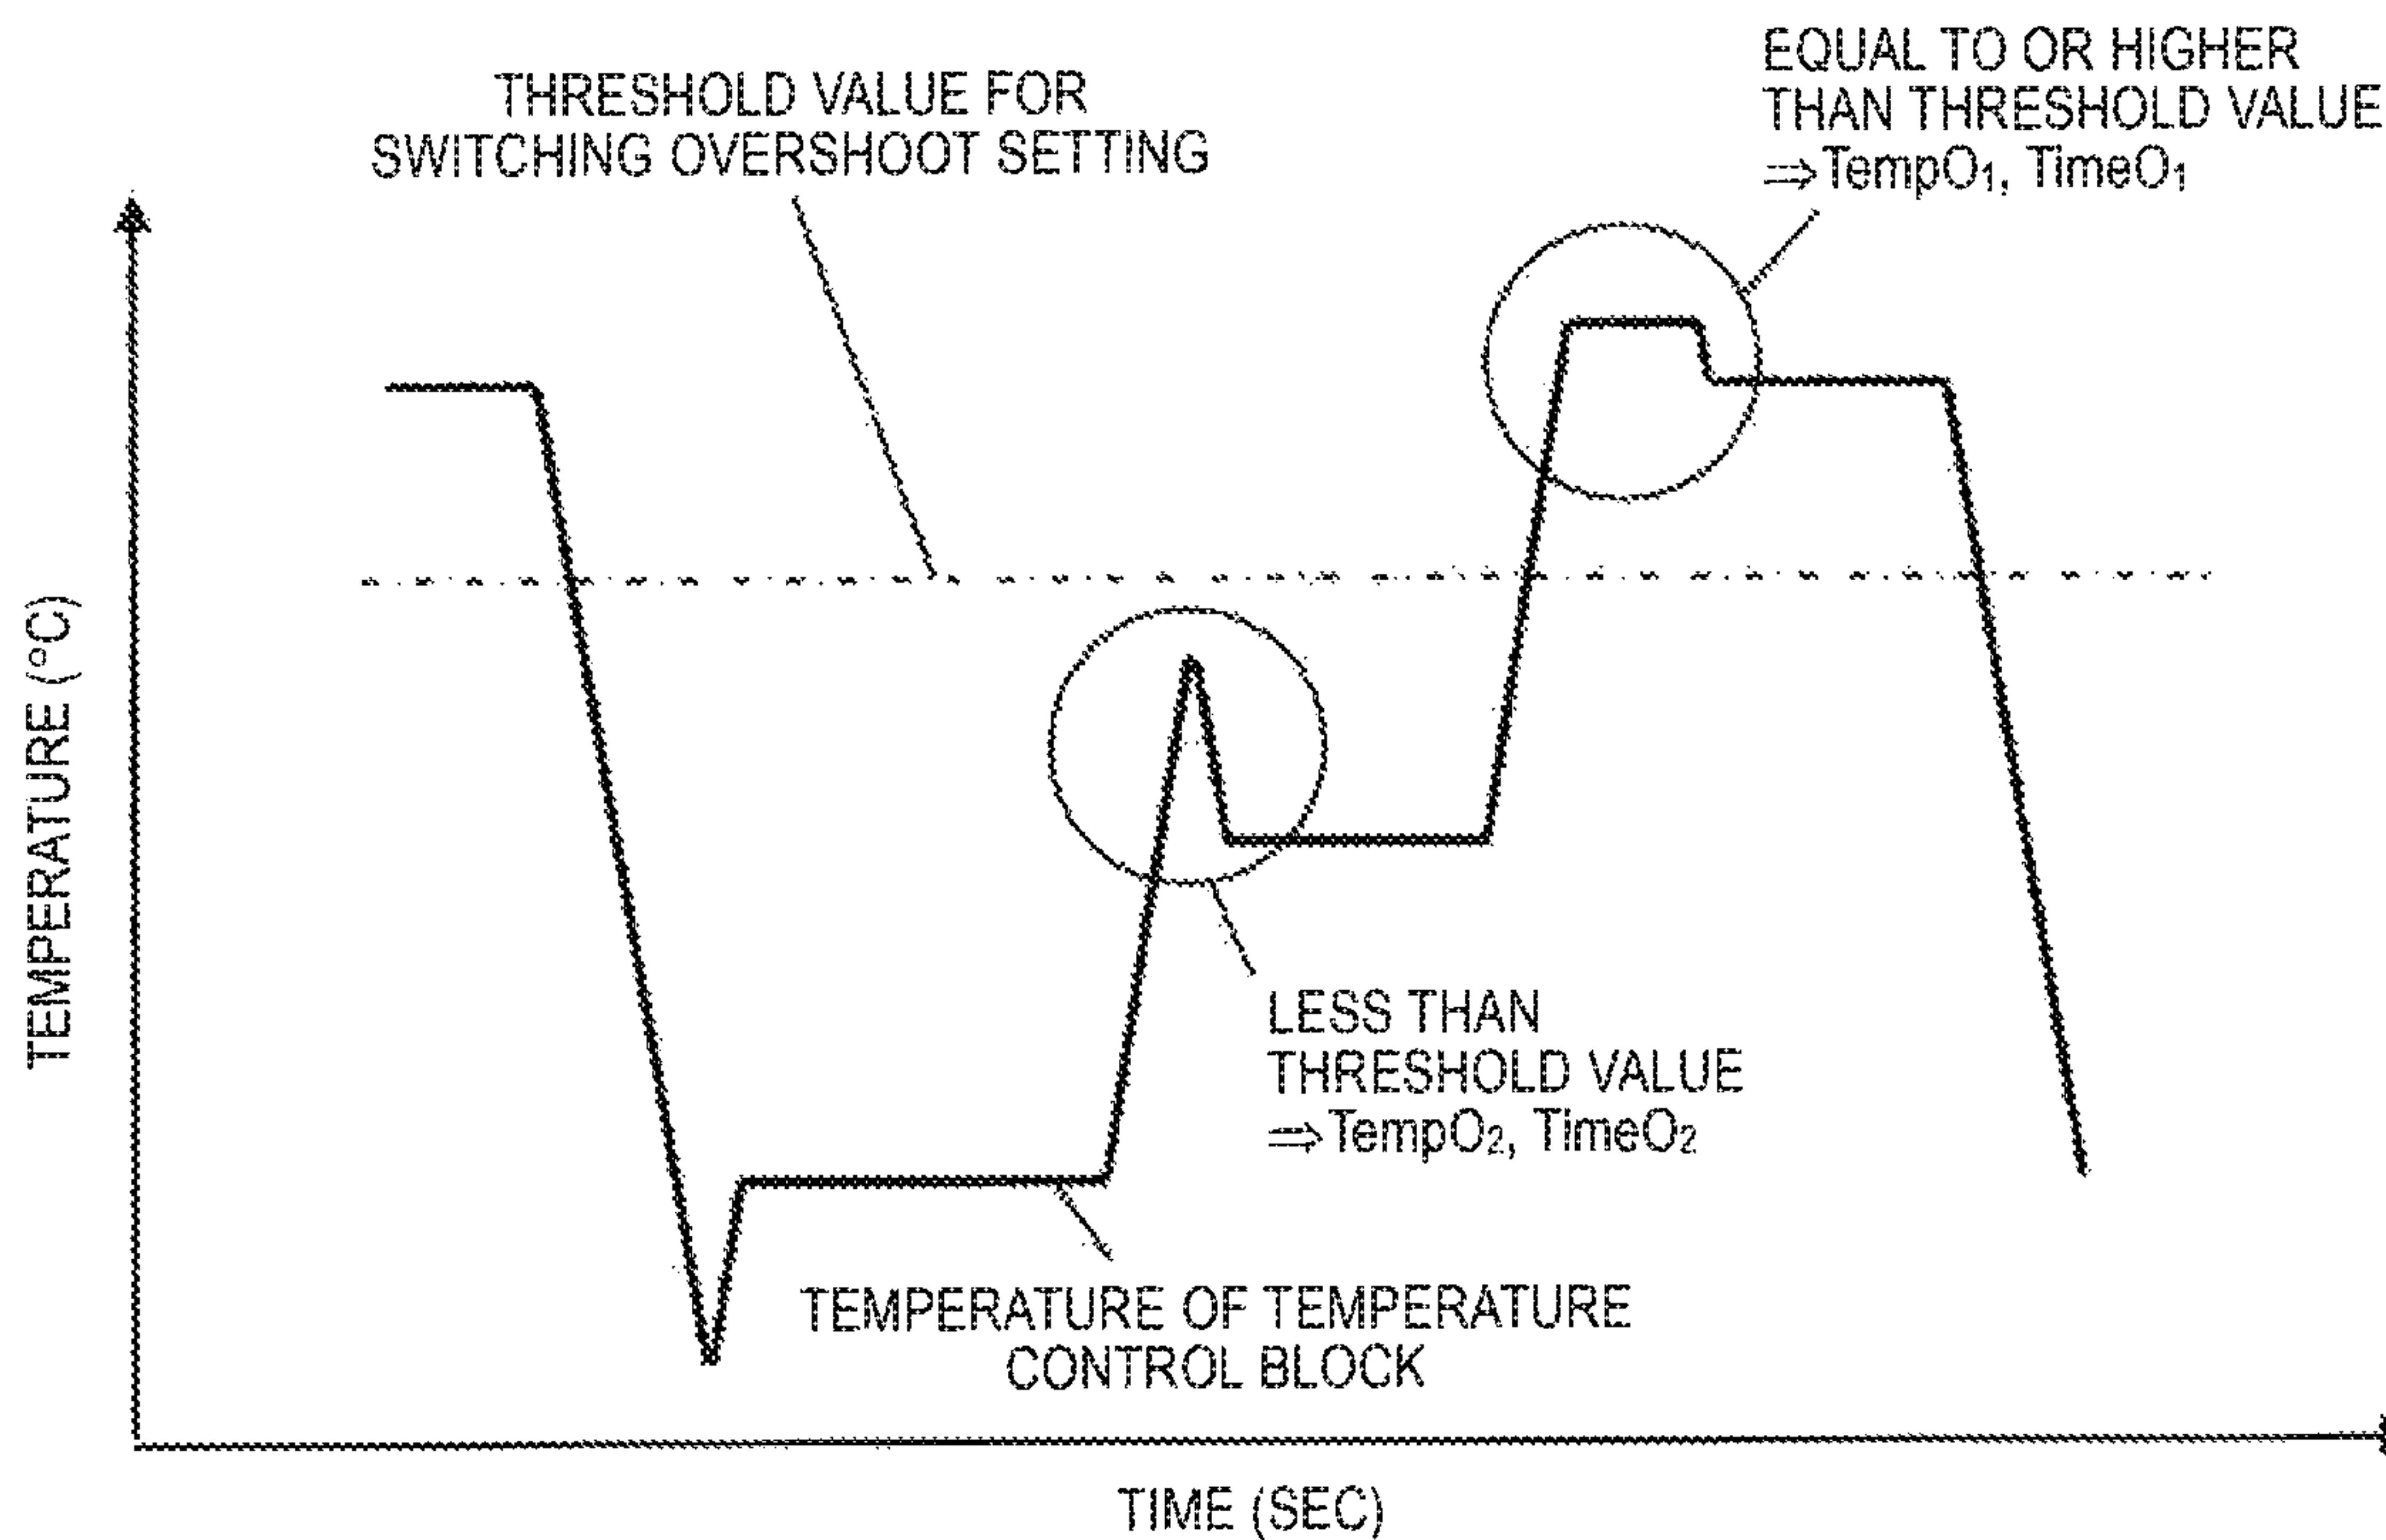 THRESHOLD VALUE FOR
SWITCHING OVERSHOOT SETTING
EQUAL TO OR HIGHER
THAN THRESHOLD VALUE
⇒TempO₁, TimeO₁
TEMPERATURE (°C)
LESS THAN
THRESHOLD VALUE
⇒TempO₂, TimeO₂
TEMPERATURE OF TEMPERATURE
CONTROL BLOCK
TIME (SEC)